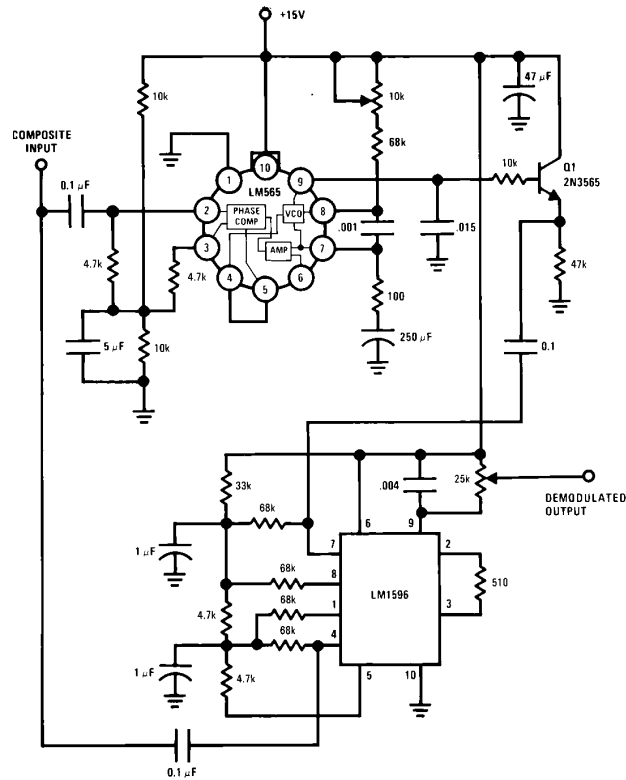 +15V
10k
47 μF
10k
COMPOSITE
INPUT
68k
Q1
2N3565
10k
1
10
9
LM565
0.1 μF
2
PHASE
COMP
VCO
8
.001
.015
3
AMP
7
4.7k
4.7k
4
5
6
47k
100
5 μF
10k
250 μF
0.1
33k
.004
25k
DEMODULATED
OUTPUT
68k
6
9
1 μF
7
2
68k
8
LM1596
510
68k
1
4.7k
3
68k
4
1 μF
4.7k
5
10
0.1 μF